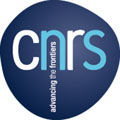 cnrs
advancing the frontiers